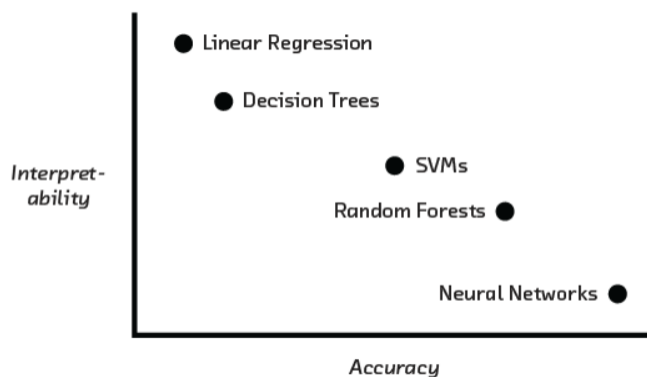 Linear Regression
Decision Trees
SVMs
Interpret-
ability
Random Forests
Neural Networks
Accuracy